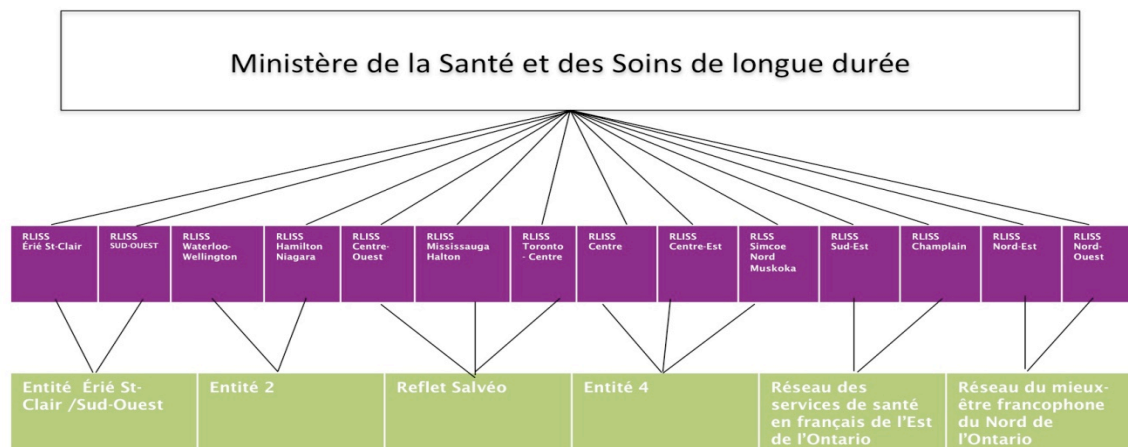 Ministère de la Santé et des Soins de longue durée
RLISS
Érié St-Clair
RLISS
SUD-OUEST
RLISS
Waterloo-
Wellington
RLISS
Hamilton
Niagara
RLISS
Centre-
Ouest
RLISS
Mississauga
Halton
RLISS
Toronto
- Centre
RLISS
Centre
RLISS
Centre-Est
RLSS
Simcoe
Nord
Muskoka
RLISS
Sud-Est
RLISS
Champlain
RLISS
Nord-Est
RLISS
Nord-
Ouest
Entité Érié St-
Clair /Sud-Ouest
Entité 2
Reflet Salvéo
Entité 4
Réseau des
services de santé
en français de l'Est
de l'Ontario
Réseau du mieux-
être francophone
du Nord de
l'Ontario